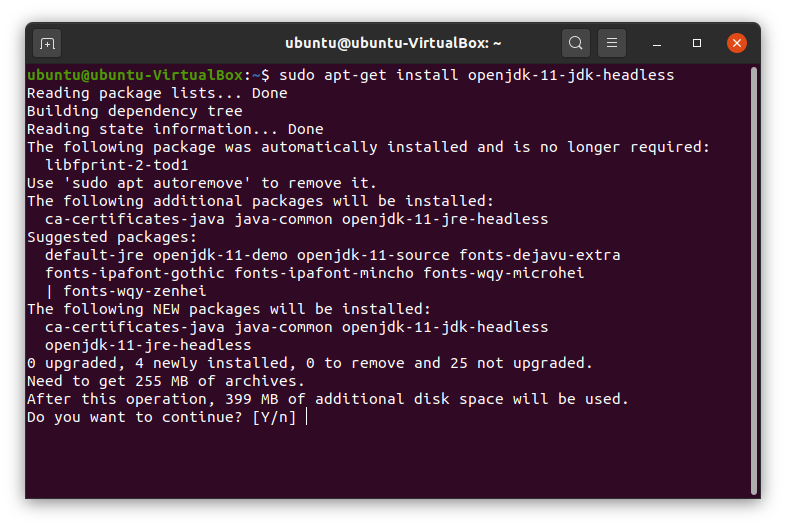 ubuntu@ubuntu-VirtualBox: ~
ubuntu@ubuntu-VirtualBox:~$ sudo apt-get install openjdk-11-jdk-headless
Reading package lists... Done
Building dependency tree
Reading state information... Done
The following package was automatically installed and is no longer required:
  libfprint-2-tod1
Use 'sudo apt autoremove' to remove it.
The following additional packages will be installed:
  ca-certificates-java java-common openjdk-11-jre-headless
Suggested packages:
  default-jre openjdk-11-demo openjdk-11-source fonts-dejavu-extra
  fonts-ipafont-gothic fonts-ipafont-mincho fonts-wqy-microhei
  | fonts-wqy-zenhei
The following NEW packages will be installed:
  ca-certificates-java java-common openjdk-11-jdk-headless
  openjdk-11-jre-headless
0 upgraded, 4 newly installed, 0 to remove and 25 not upgraded.
Need to get 255 MB of archives.
After this operation, 399 MB of additional disk space will be used.
Do you want to continue? [Y/n]